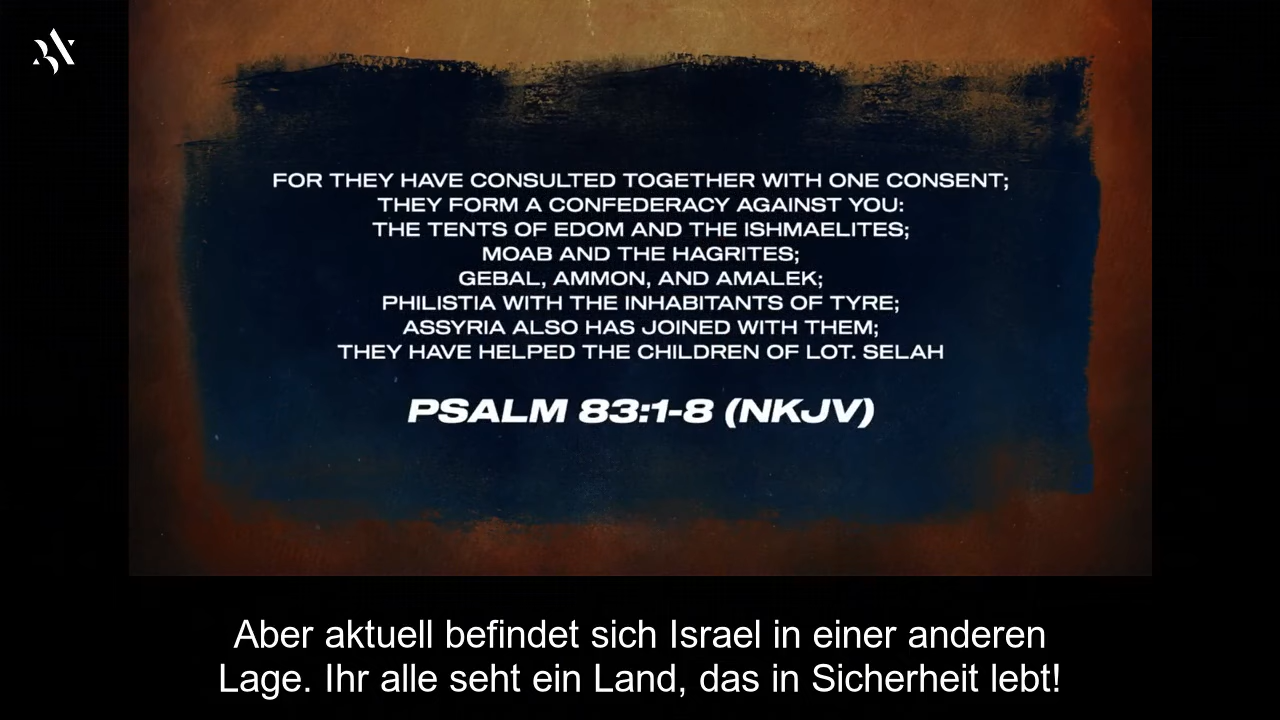 FOR THEY HAVE CONSULTED TOGETHER WITH ONE CONSENT;
THEY FORM A CONFEDERACY AGAINST YOU:
THE TENTS OF EDOM AND THE ISHMAELITES;
MOAB AND THE HAGRITES;
GEBAL, AMMON, AND AMALEK;
PHILISTIA WITH THE INHABITANTS OF TYRE;
ASSYRIA ALSO HAS JOINED WITH THEM;
THEY HAVE HELPED THE CHILDREN OF LOT. SELAH
PSALM 83:1-8 (NKJV)
Aber aktuell befindet sich Israel in einer anderen
Lage. Ihr alle seht ein Land, das in Sicherheit lebt!